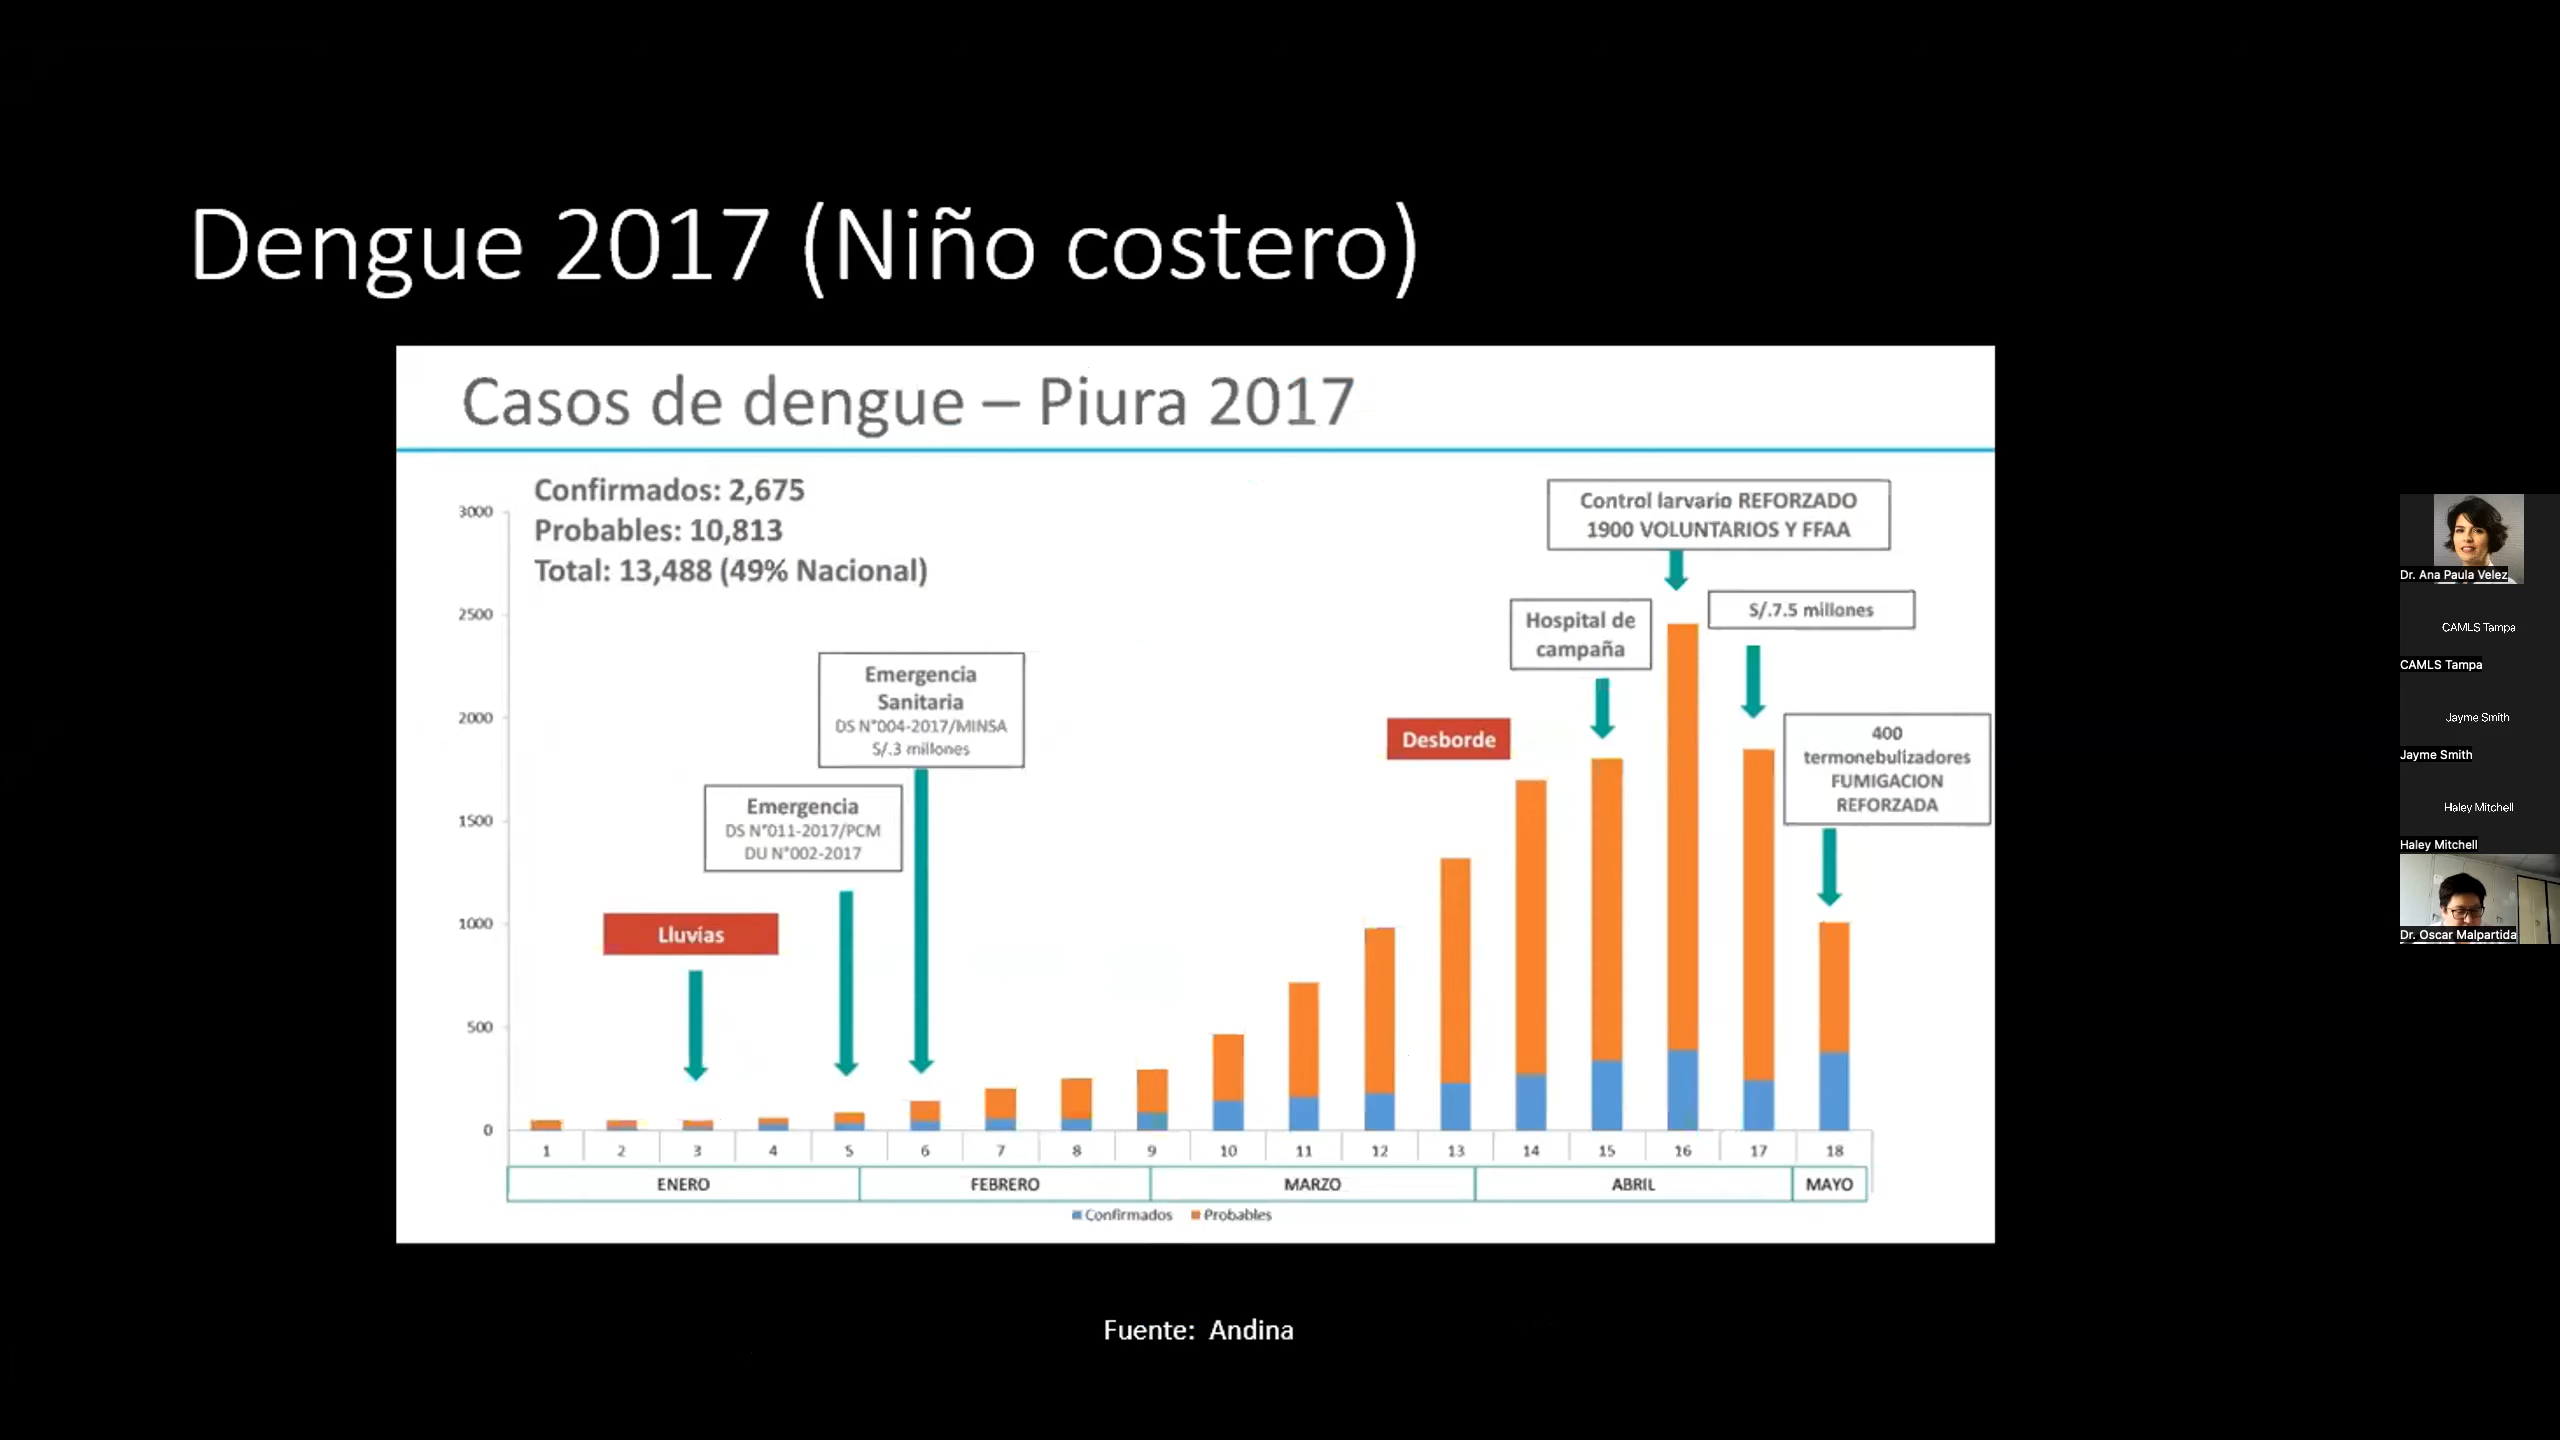 Dengue 2017 (Niño costero)
Casos de dengue – Piura 2017
Confirmados: 2,675
Probables: 10,813
Total: 13,488 (49% Nacional)
3000
2500
2000
1500
1000
500
0
Lluvias
Emergencia
DS N°011-2017/PCM
DU N°002-2017
Emergencia
Sanitaria
DS N°004-2017/MINSA
S/.3 millones
Desborde
Hospital de
campaña
Control larvario REFORZADO
1900 VOLUNTARIOS Y FFAA
S/.7.5 millones
400
termonebulizadores
FUMIGACION
REFORZADA
1 2 3 4 5 6 7 8 9 10 11 12 13 14 15 16 17 18
ENERO FEBRERO MARZO ABRIL MAYO
Confirmados Probables
Fuente: Andina
Dr. Ana Paula Velez
CAMLS Tampa
CAMLS Tampa
Jayme Smith
Jayme Smith
Haley Mitchell
Haley Mitchell
Dr. Oscar Malpartida